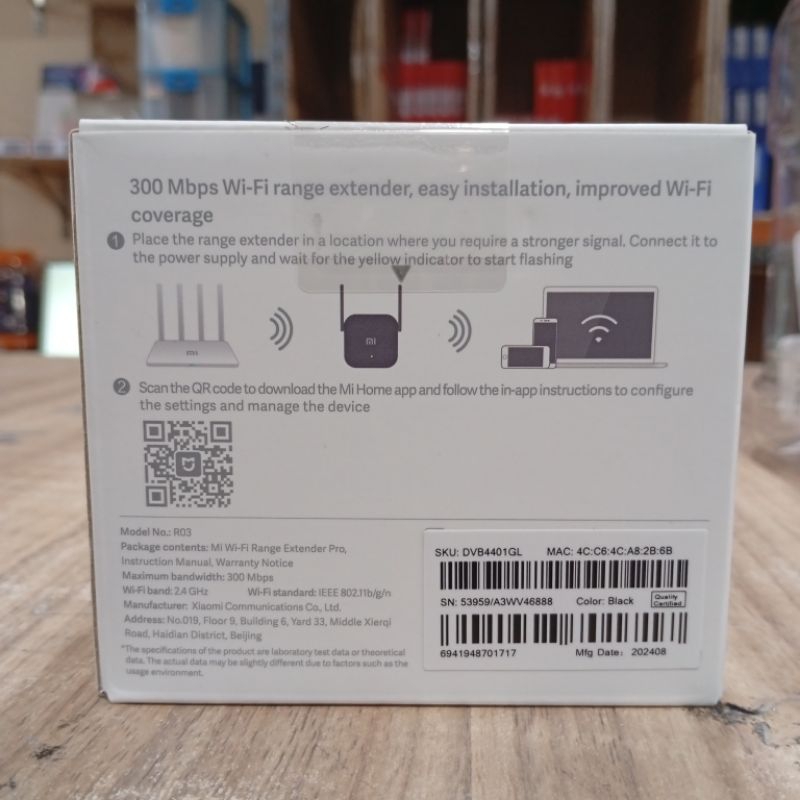 300 Mbps Wi-Fi range extender, easy installation, improved Wi-Fi
coverage
1 Place the range extender in a location where you require a stronger signal. Connect it to
the power supply and wait for the yellow indicator to start flashing
MI
MI
2 Scan the QR code to download the Mi Home app and follow the in-app instructions to configure
the settings and manage the device
Model No.: R03
Package contents: Mi Wi-Fi Range Extender Pro,
Instruction Manual, Warranty Notice
Maximum bandwidth: 300 Mbps
Wi-Fi band: 2.4 GHz Wi-Fi standard: IEEE 802.11b/g/n
Manufacturer: Xiaomi Communications Co., Ltd.
Address: No.019, Floor 9, Building 6, Yard 33, Middle Xierqi
Road, Haidian District, Beijing
*The specifications of the product are laboratory test data or theoretical
data. The actual data may be slightly different due to factors such as the
usage environment.
SKU: DVB4401GL MAC: 4C:C6:4C:A8:2B:6B
SN: 53959/A3WV46888 Color: Black Quality
Certified
6941948701717 Mfg Date: 202408